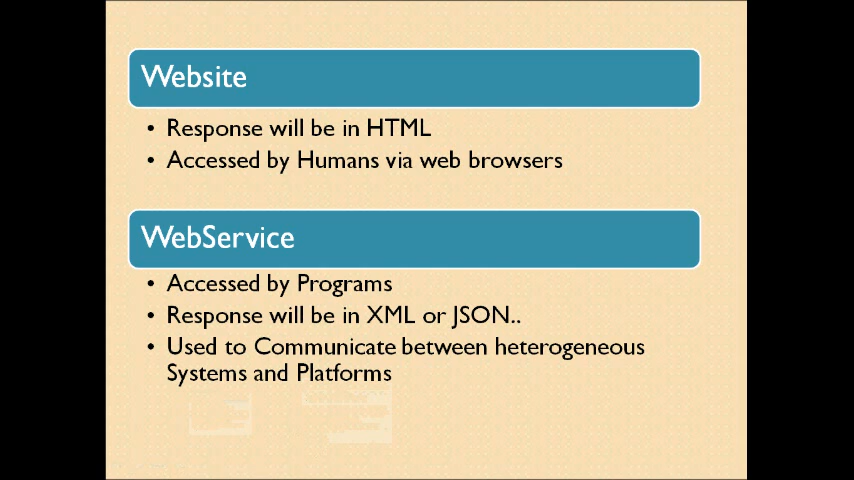 Website
• Response will be in HTML
• Accessed by Humans via web browsers
WebService
• Accessed by Programs
• Response will be in XML or JSON..
• Used to Communicate between heterogeneous
Systems and Platforms